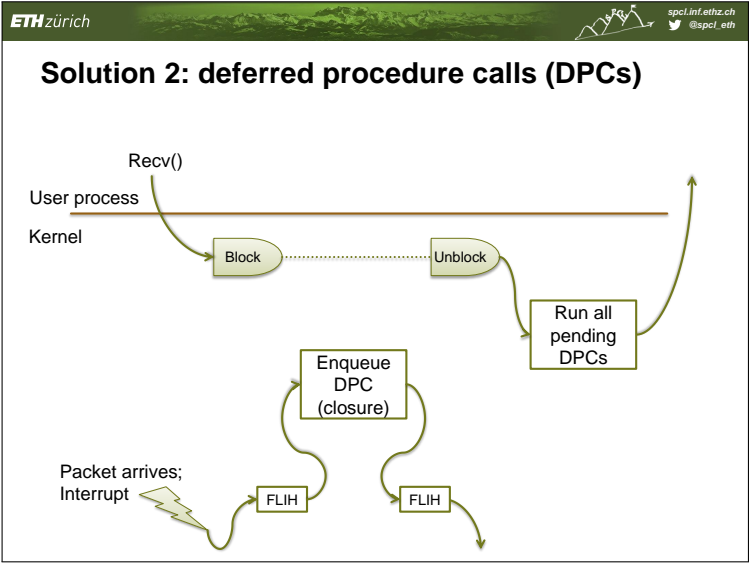 ETH zürich
spcl.inf.ethz.ch
@spcl_eth
Solution 2: deferred procedure calls (DPCs)
Recv()
User process
Kernel
Block
Unblock
Run all
pending
DPCs
Enqueue
DPC
(closure)
Packet arrives;
Interrupt
FLIH
FLIH